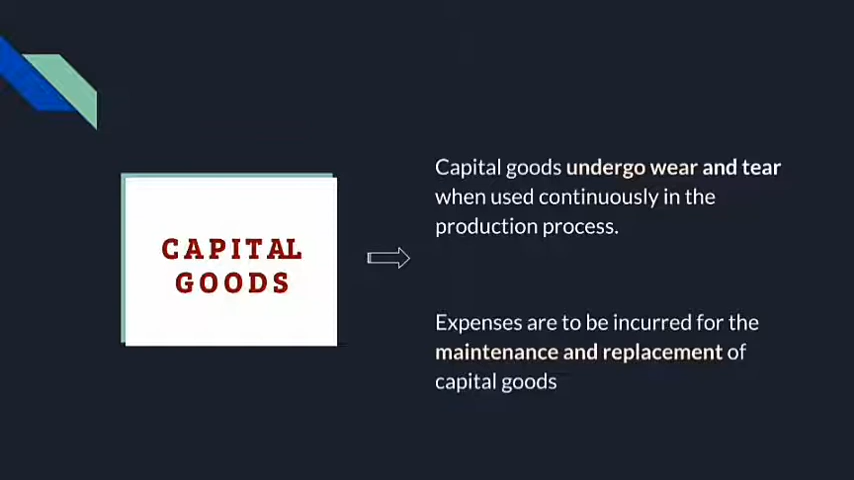 CAPITAL
GOODS
Capital goods undergo wear and tear
when used continuously in the
production process.
Expenses are to be incurred for the
maintenance and replacement of
capital goods